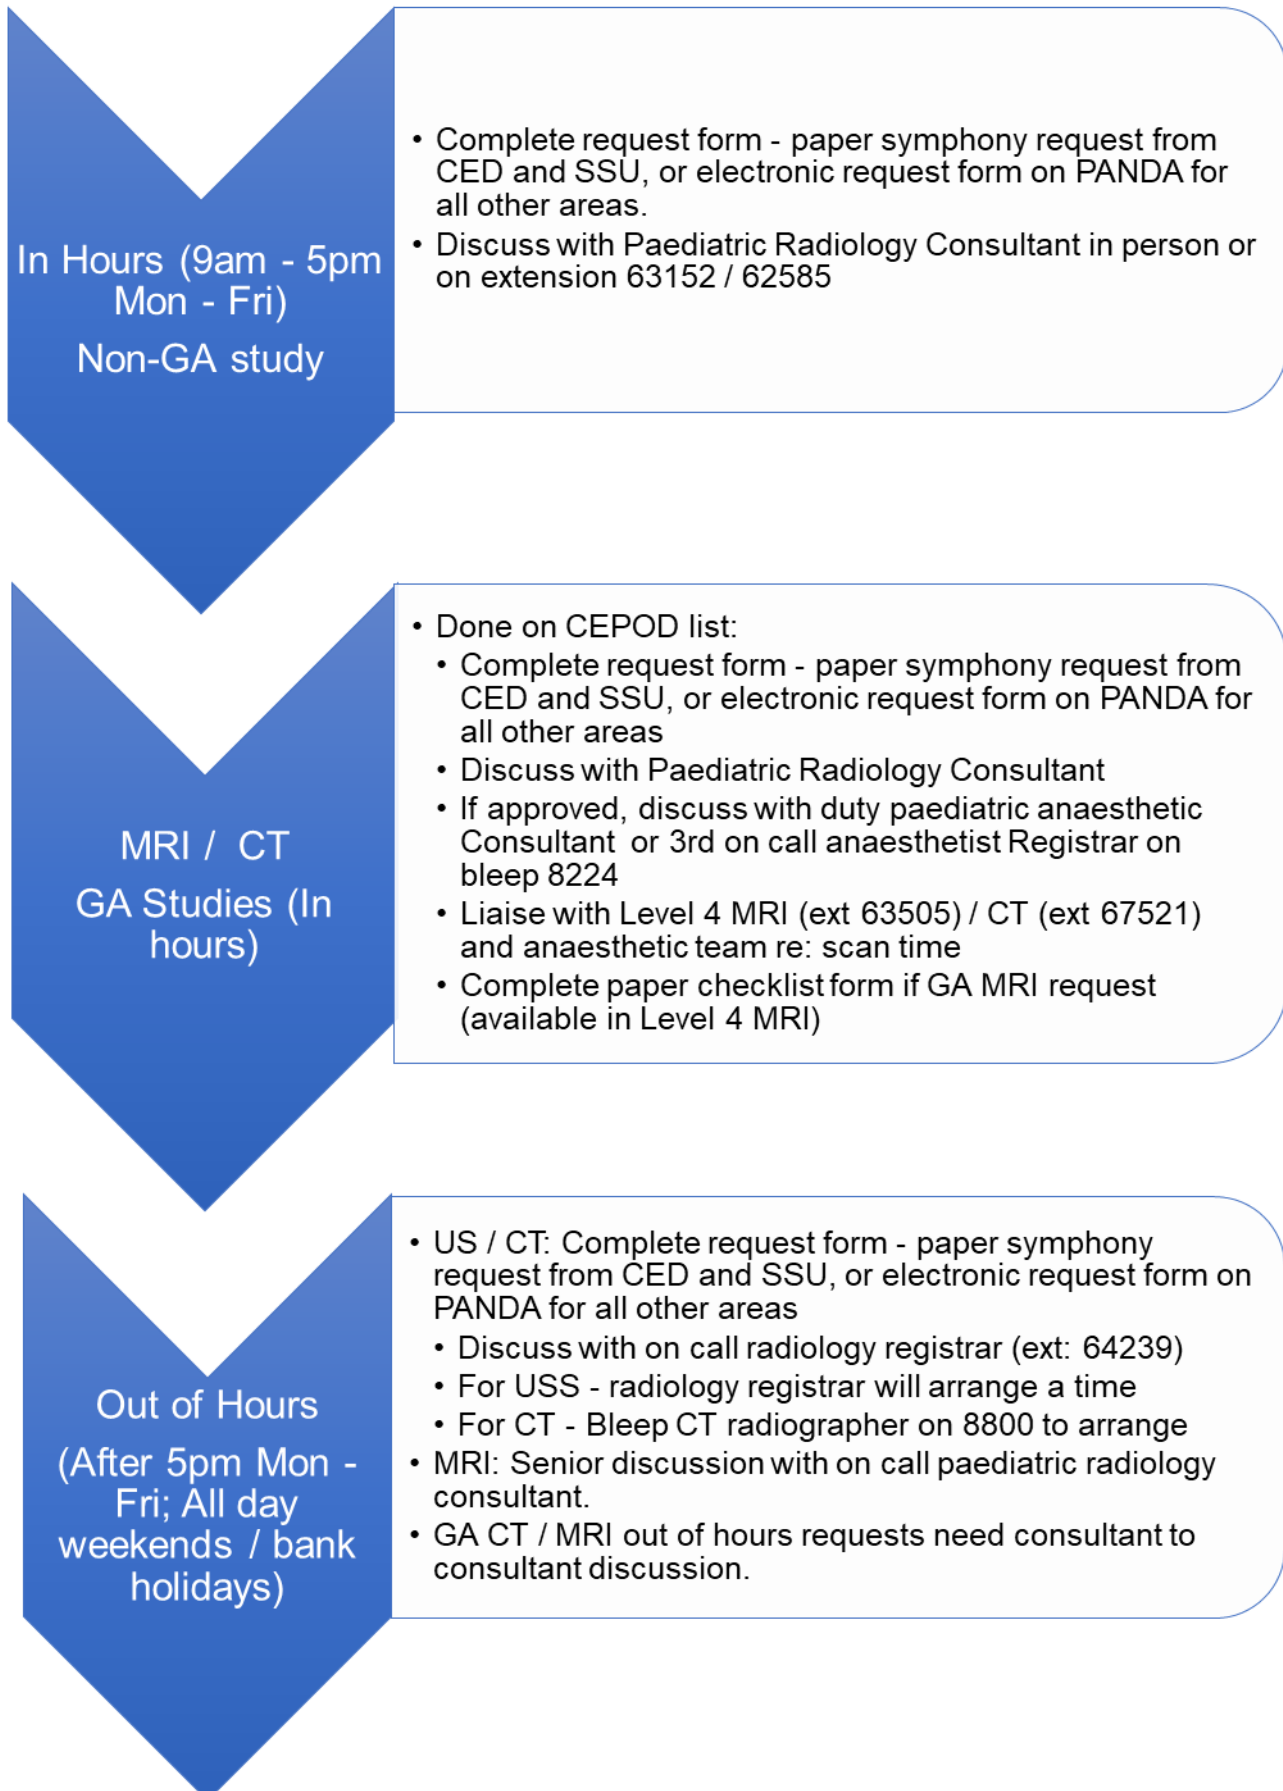 In Hours (9am - 5pm
Mon - Fri)
Non-GA study
• Complete request form - paper symphony request from
CED and SSU, or electronic request form on PANDA for
all other areas.
• Discuss with Paediatric Radiology Consultant in person or
on extension 63152 / 62585
MRI / CT
GA Studies (In
hours)
• Done on CEPOD list:
• Complete request form - paper symphony request from
CED and SSU, or electronic request form on PANDA for
all other areas
• Discuss with Paediatric Radiology Consultant
• If approved, discuss with duty paediatric anaesthetic
Consultant or 3rd on call anaesthetist Registrar on
bleep 8224
• Liaise with Level 4 MRI (ext 63505) / CT (ext 67521)
and anaesthetic team re: scan time
• Complete paper checklist form if GA MRI request
(available in Level 4 MRI)
Out of Hours
(After 5pm Mon -
Fri; All day
weekends / bank
holidays)
• US / CT: Complete request form - paper symphony
request from CED and SSU, or electronic request form on
PANDA for all other areas
• Discuss with on call radiology registrar (ext: 64239)
• For USS - radiology registrar will arrange a time
• For CT - Bleep CT radiographer on 8800 to arrange
• MRI: Senior discussion with on call paediatric radiology
consultant.
• GA CT / MRI out of hours requests need consultant to
consultant discussion.